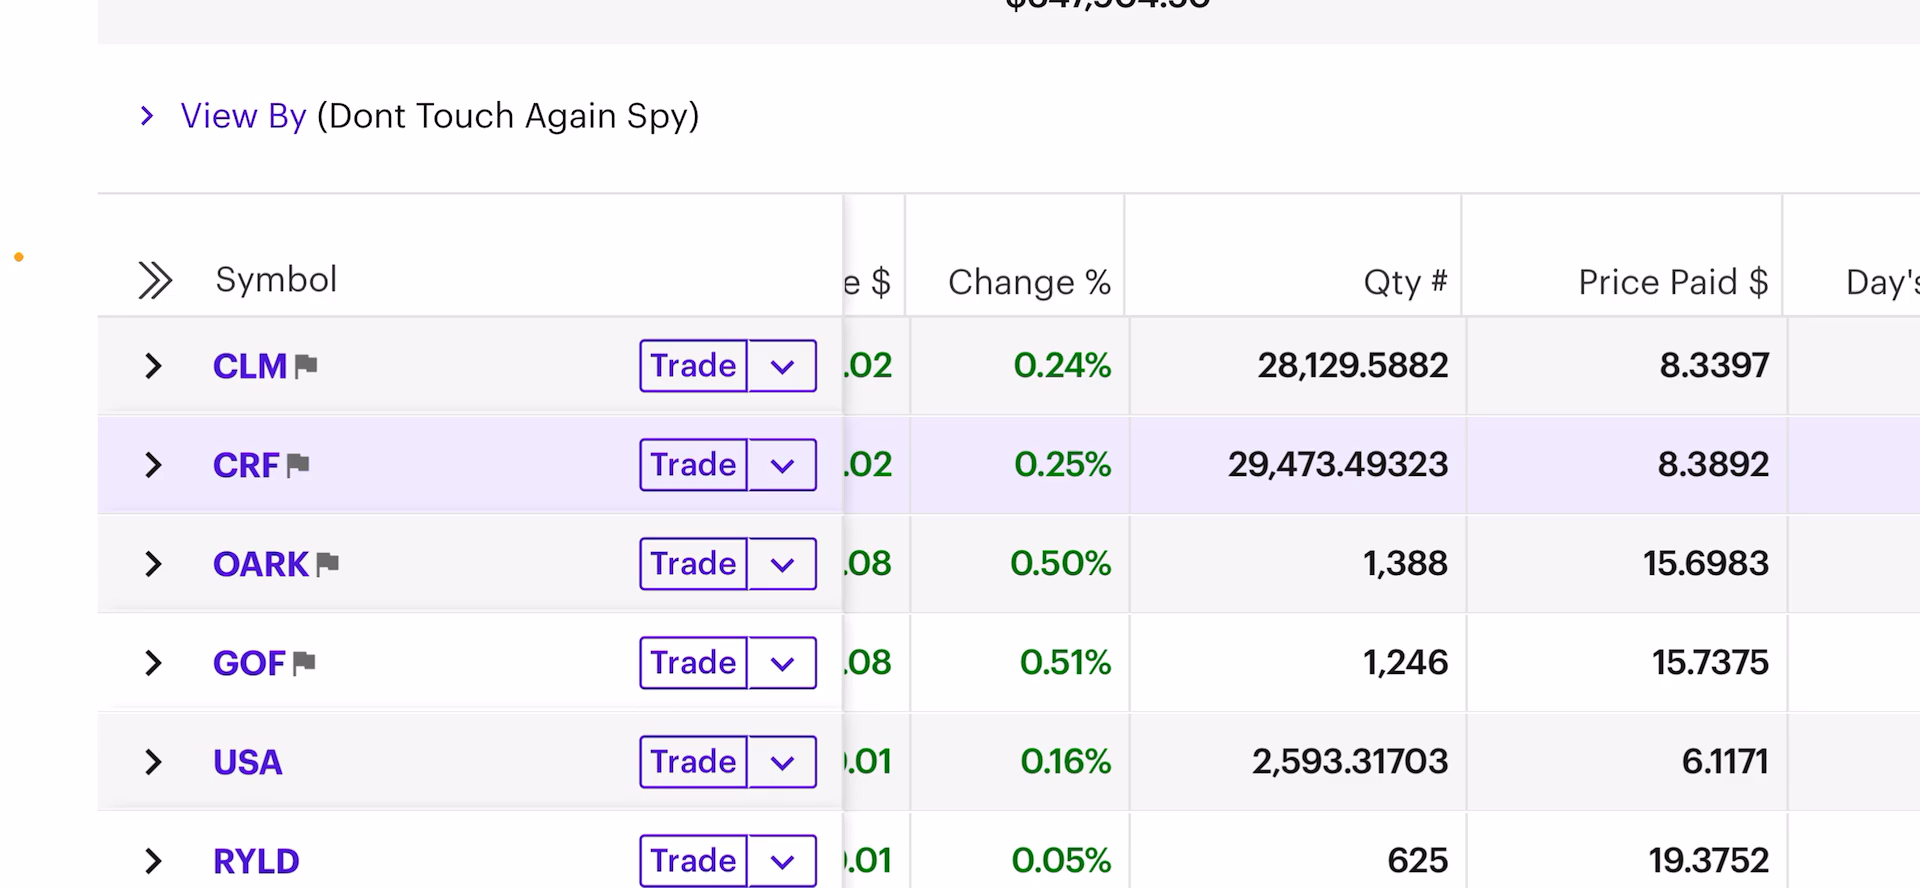 View By (Dont Touch Again Spy)
Symbol e $ Change % Qty # Price Paid $ Day's
CLM Trade .02 0.24% 28,129.5882 8.3397
CRF Trade .02 0.25% 29,473.49323 8.3892
OARK Trade .08 0.50% 1,388 15.6983
GOF Trade .08 0.51% 1,246 15.7375
USA Trade .01 0.16% 2,593.31703 6.1171
RYLD Trade .01 0.05% 625 19.3752